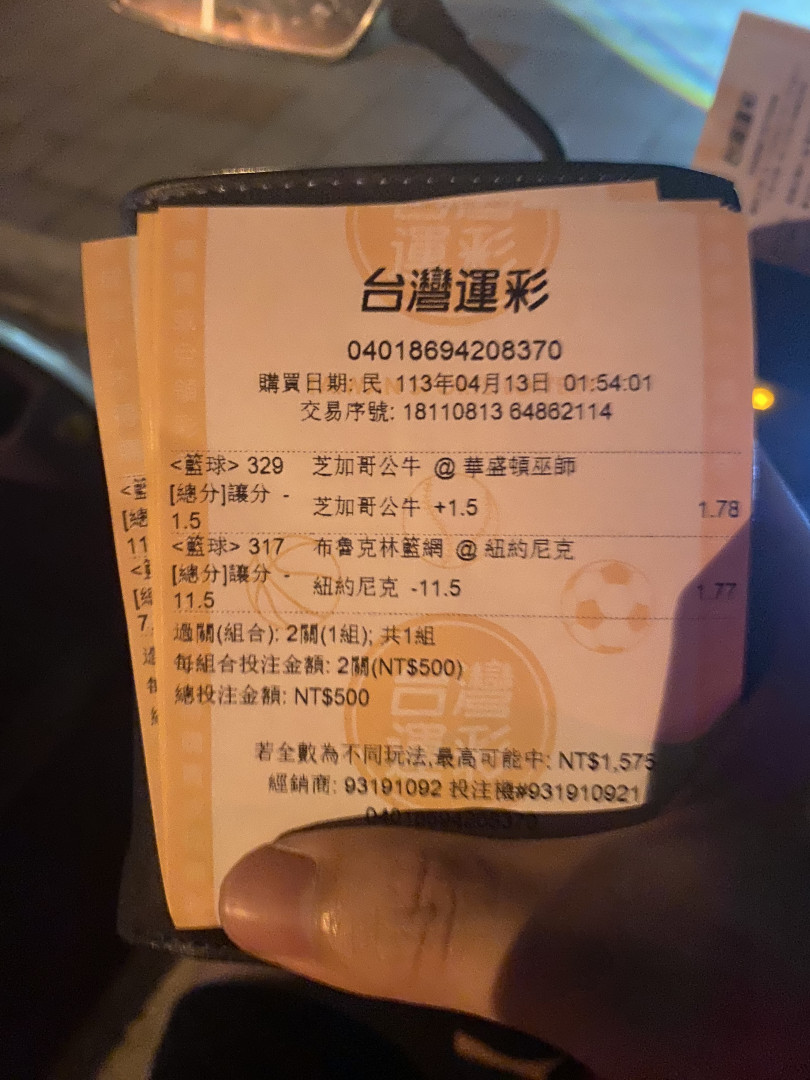 台灣運彩
04018694208370
購買日期: 民 113年04月13日 01:54:01
交易序號: 18110813 64862114
<籃球> 329 芝加哥公牛 @ 華盛頓巫師
[總分]讓分 - 1.5 芝加哥公牛 +1.5 1.78
<籃球> 317 布魯克林籃網 @ 紐約尼克
[總分]讓分 - 11.5 紐約尼克 -11.5 1.77
過關(組合): 2關(1組); 共1組
每組合投注金額: 2關(NT$500)
總投注金額: NT$500
若全數為不同玩法,最高可能中: NT$1,575
經銷商: 93191092 投注機#931910921
04018694208370